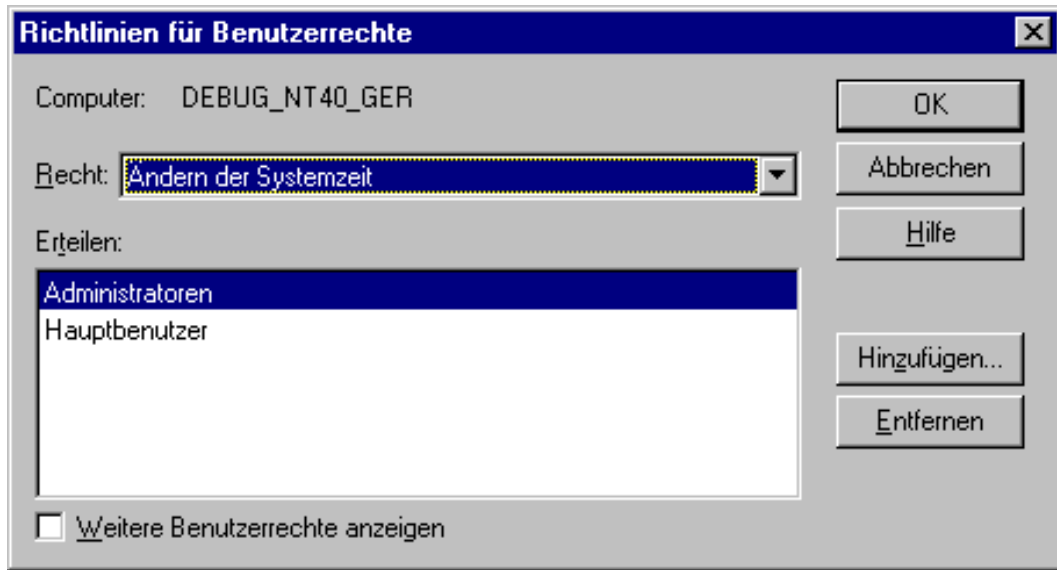 Richtlinien für Benutzerrechte
Computer: DEBUG_NT40_GER
OK
Recht: Ändern der Systemzeit
Abbrechen
Erteilen:
Hilfe
Administratoren
Hauptbenutzer
Hinzufügen...
Entfernen
Weitere Benutzerrechte anzeigen